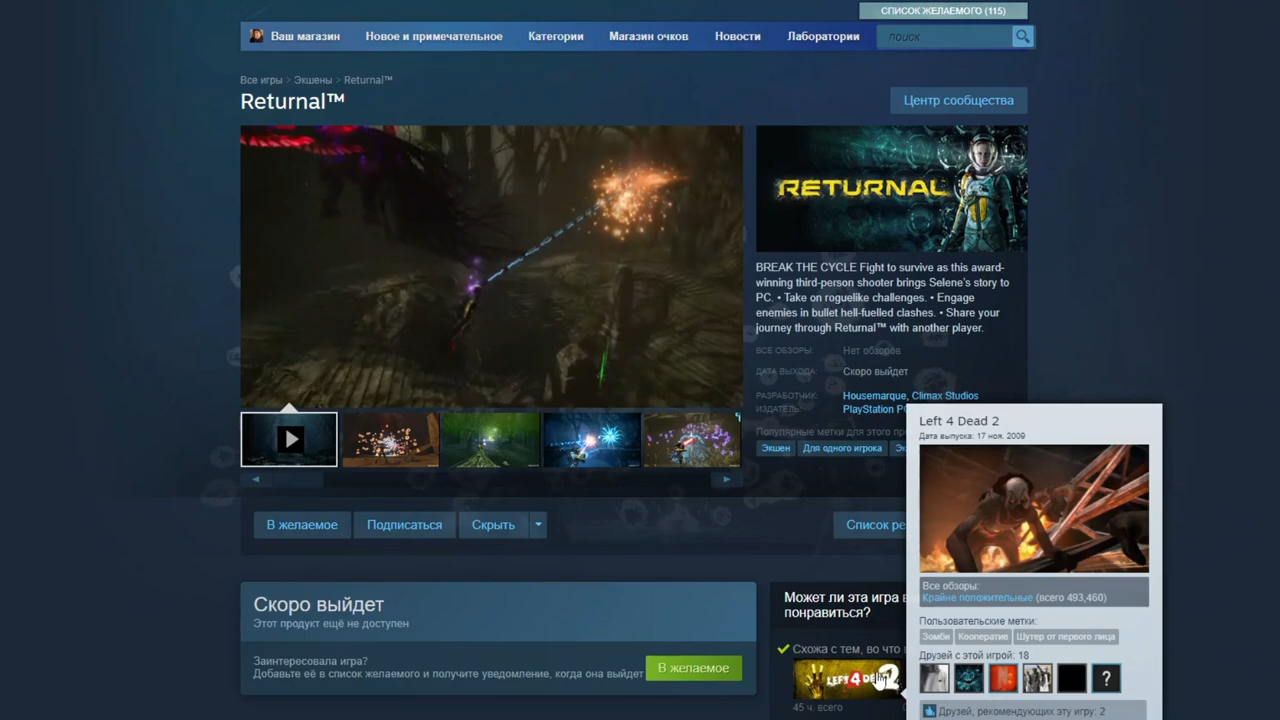 СПИСОК ЖЕЛАЕМОГО (115)
Ваш магазин Новое и примечательное Категории Магазин очков Новости Лаборатории поиск
Все игры > Экшены > Returnal™
Returnal™
Центр сообщества
RETURNAL
BREAK THE CYCLE Fight to survive as this award-
winning third-person shooter brings Selene's story to
PC. • Take on roguelike challenges. • Engage
enemies in bullet hell-fuelled clashes. • Share your
journey through Returnal™ with another player.
ВСЕ ОБЗОРЫ: Нет обзоров
ДАТА ВЫХОДА: Скоро выйдет
РАЗРАБОТЧИК: Housemarque, Climax Studios
ИЗДАТЕЛЬ: PlayStation
Популярные метки для этого
Экшен Для одного игрока
В желаемое Подписаться Скрыть
Список
Скоро выйдет
Этот продукт ещё не доступен
Заинтересовала игра?
Добавьте её в список желаемого и получите уведомление, когда она выйдет
В желаемое
Может ли эта игра
понравиться?
Схожа с тем, во что
LEFT 4 DEAD 2
45 ч. всего
Left 4 Dead 2
Дата выпуска: 17 ноя. 2009
Все обзоры:
Крайне положительные (всего 493,460)
Пользовательские метки:
Зомби Кооператив Шутер от первого лица
Друзей с этой игрой: 18
?
Друзей, рекомендующих эту игру: 2